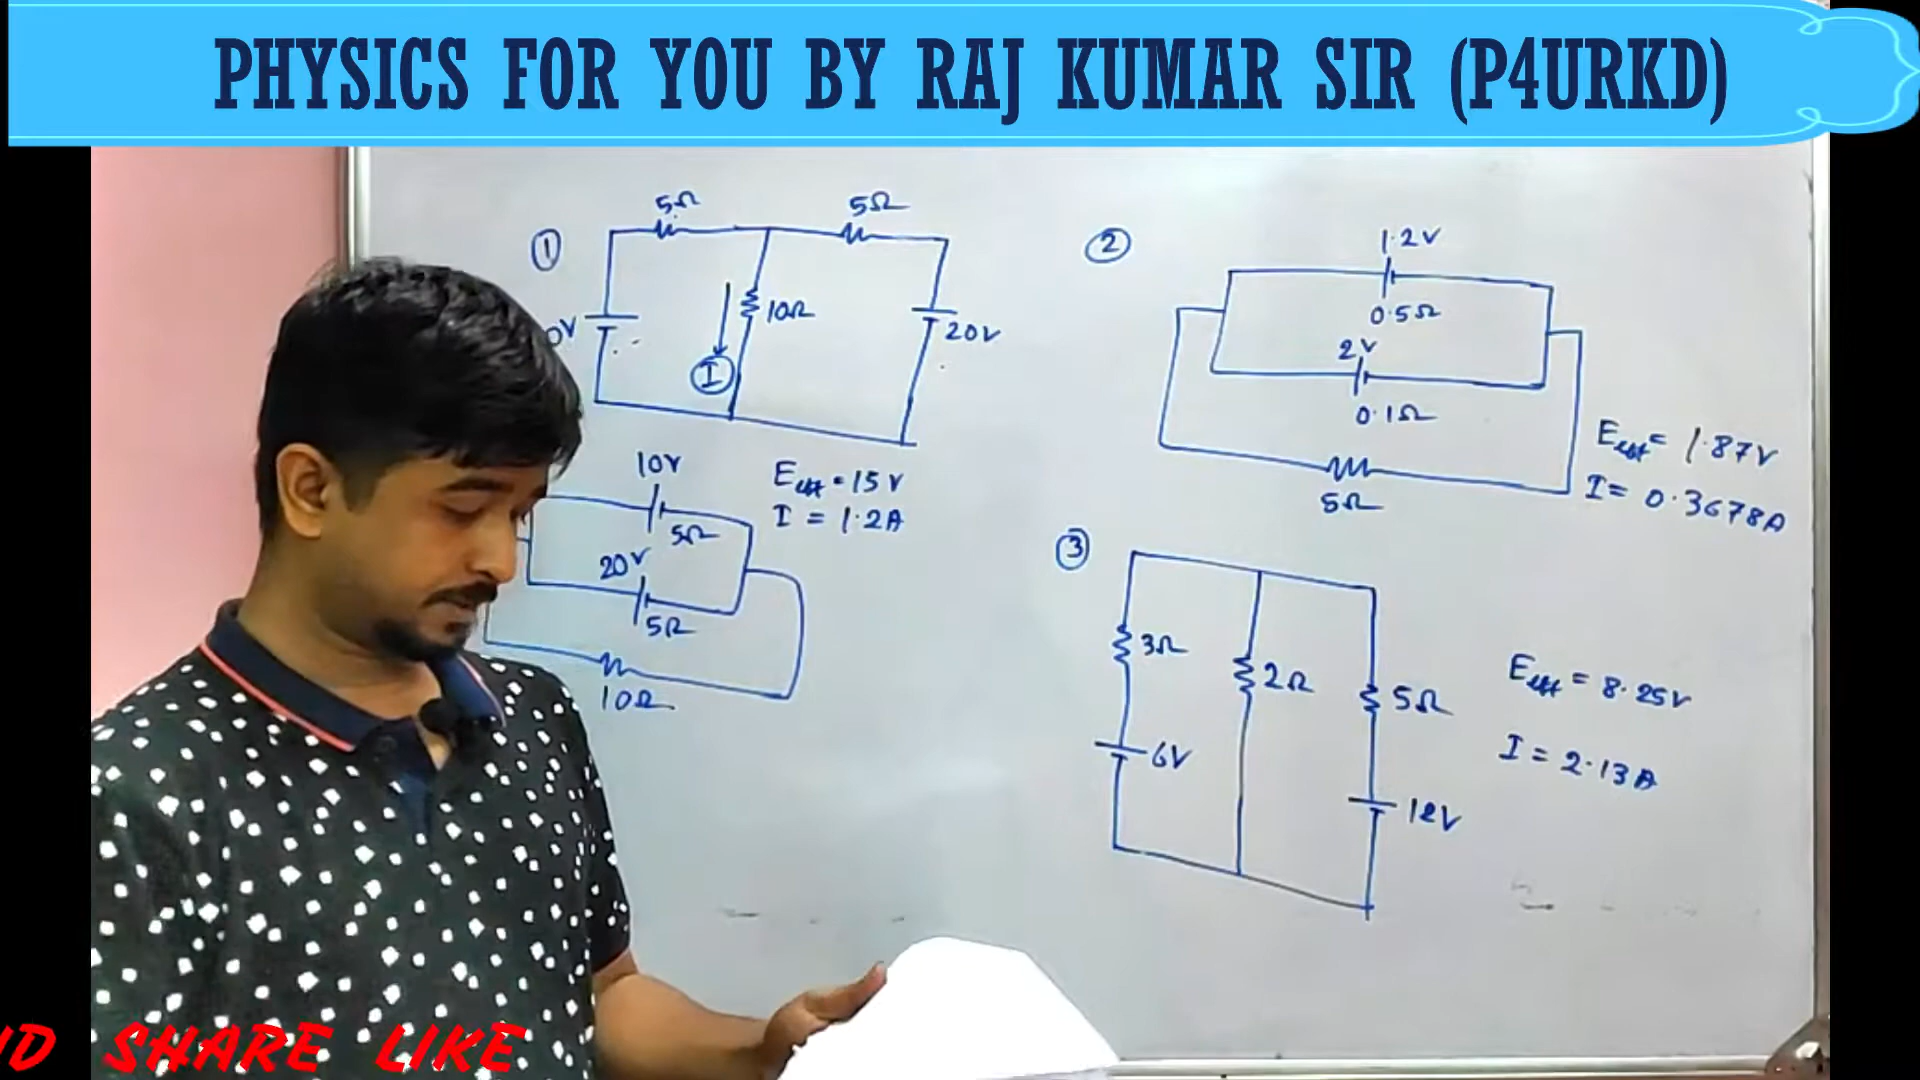 PHYSICS FOR YOU BY RAJ KUMAR SIR (P4URKD)
①
5Ω
5Ω
0V
10Ω
I
20V
10V
5Ω
20V
5Ω
10Ω
Eeff = 15V
I = 1.2A
②
1.2V
0.5Ω
2V
0.1Ω
5Ω
Eeff = 1.87V
I = 0.3678A
③
3Ω
2Ω
5Ω
6V
12V
Eeff = 8.25V
I = 2.13A
ND SHARE LIKE